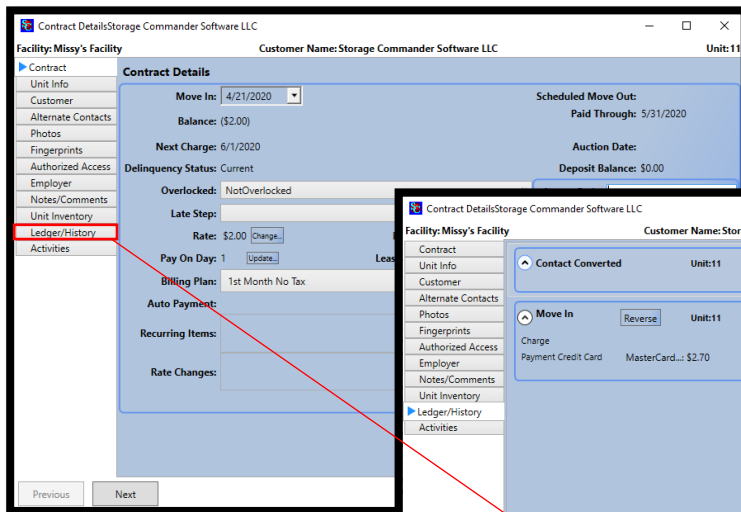 Contract DetailsStorage Commander Software LLC
Facility: Missy's Facility Customer Name: Storage Commander Software LLC Unit:11
Contract
Unit Info
Customer
Alternate Contacts
Photos
Fingerprints
Authorized Access
Employer
Notes/Comments
Unit Inventory
Ledger/History
Activities
Contract Details
Move In: 4/21/2020 Scheduled Move Out:
Balance: ($2.00) Paid Through: 5/31/2020
Next Charge: 6/1/2020 Auction Date:
Delinquency Status: Current Deposit Balance: $0.00
Overlocked: NotOverlocked
Late Step:
Rate: $2.00 Change...
Pay On Day: 1 Update... Leas
Billing Plan: 1st Month No Tax
Auto Payment:
Recurring Items:
Rate Changes:
Previous Next
Contract DetailsStorage Commander Software LLC
Facility: Missy's Facility Customer Name: Stor
Contract
Unit Info
Customer
Alternate Contacts
Photos
Fingerprints
Authorized Access
Employer
Notes/Comments
Unit Inventory
Ledger/History
Activities
Contact Converted Unit:11
Move In Reverse Unit:11
Charge
Payment Credit Card MasterCard...: $2.70